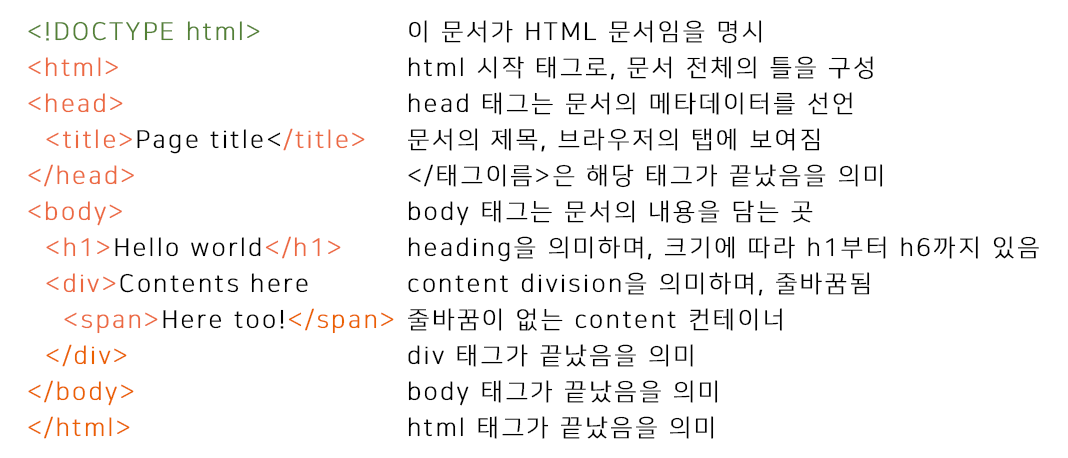 <!DOCTYPE html> 이 문서가 HTML 문서임을 명시
<html> html 시작 태그로, 문서 전체의 틀을 구성
<head> head 태그는 문서의 메타데이터를 선언
<title>Page title</title> 문서의 제목, 브라우저의 탭에 보여짐
</head> </태그이름>은 해당 태그가 끝났음을 의미
<body> body 태그는 문서의 내용을 담는 곳
<h1>Hello world</h1> heading을 의미하며, 크기에 따라 h1부터 h6까지 있음
<div>Contents here content division을 의미하며, 줄바꿈됨
<span>Here too!</span> 줄바꿈이 없는 content 컨테이너
</div> div 태그가 끝났음을 의미
</body> body 태그가 끝났음을 의미
</html> html 태그가 끝났음을 의미